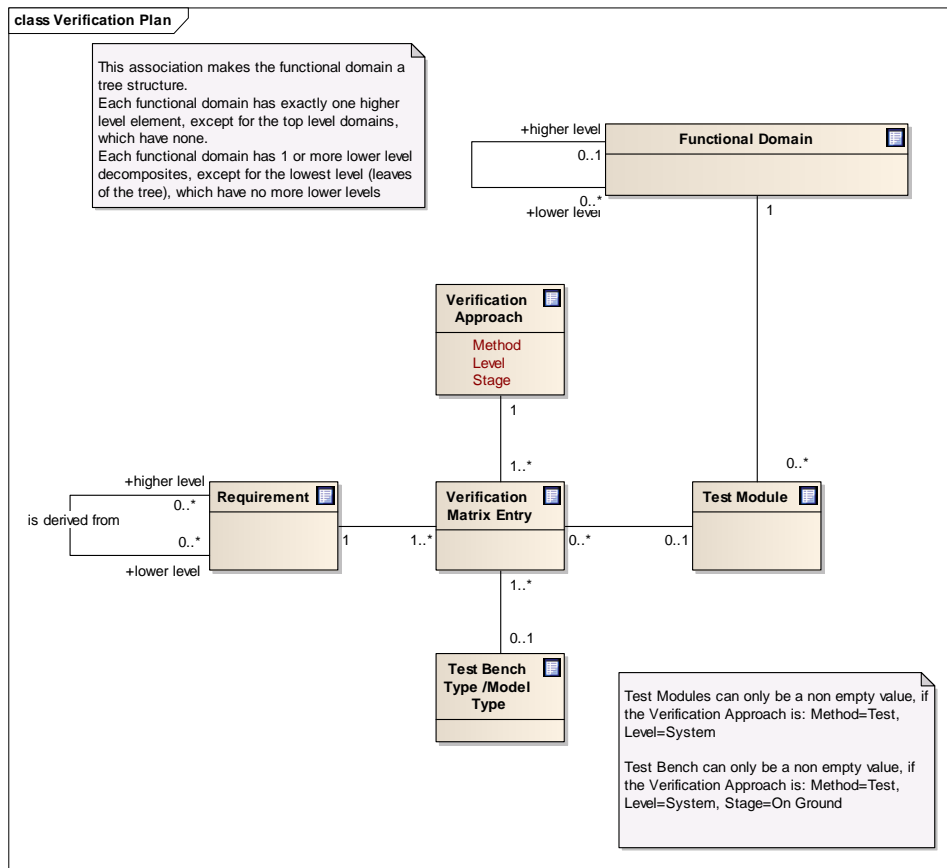 class Verification Plan
This association makes the functional domain a
tree structure.
Each functional domain has exactly one higher
level element, except for the top level domains,
which have none.
Each functional domain has 1 or more lower level
decomposites, except for the lowest level (leaves
of the tree), which have no more lower levels
+higher level
0..1
0..*
+lower level
Functional Domain
1
Verification
Approach
Method
Level
Stage
1
1..*
0..*
+higher level
0..*
is derived from
0..*
+lower level
Requirement
1
1..*
Verification
Matrix Entry
0..*
0..1
Test Module
1..*
0..1
Test Bench
Type /Model
Type
Test Modules can only be a non empty value, if
the Verification Approach is: Method=Test,
Level=System
Test Bench can only be a non empty value, if
the Verification Approach is: Method=Test,
Level=System, Stage=On Ground